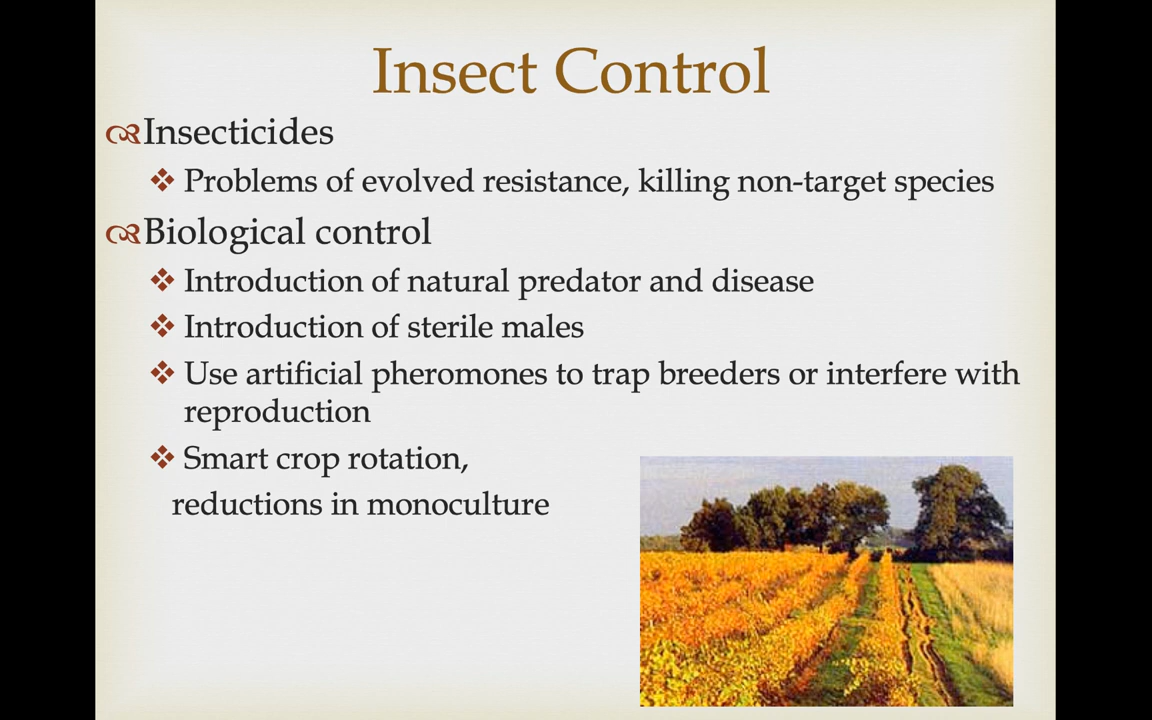 Insect Control
Insecticides
Problems of evolved resistance, killing non-target species
Biological control
Introduction of natural predator and disease
Introduction of sterile males
Use artificial pheromones to trap breeders or interfere with
reproduction
Smart crop rotation,
reductions in monoculture